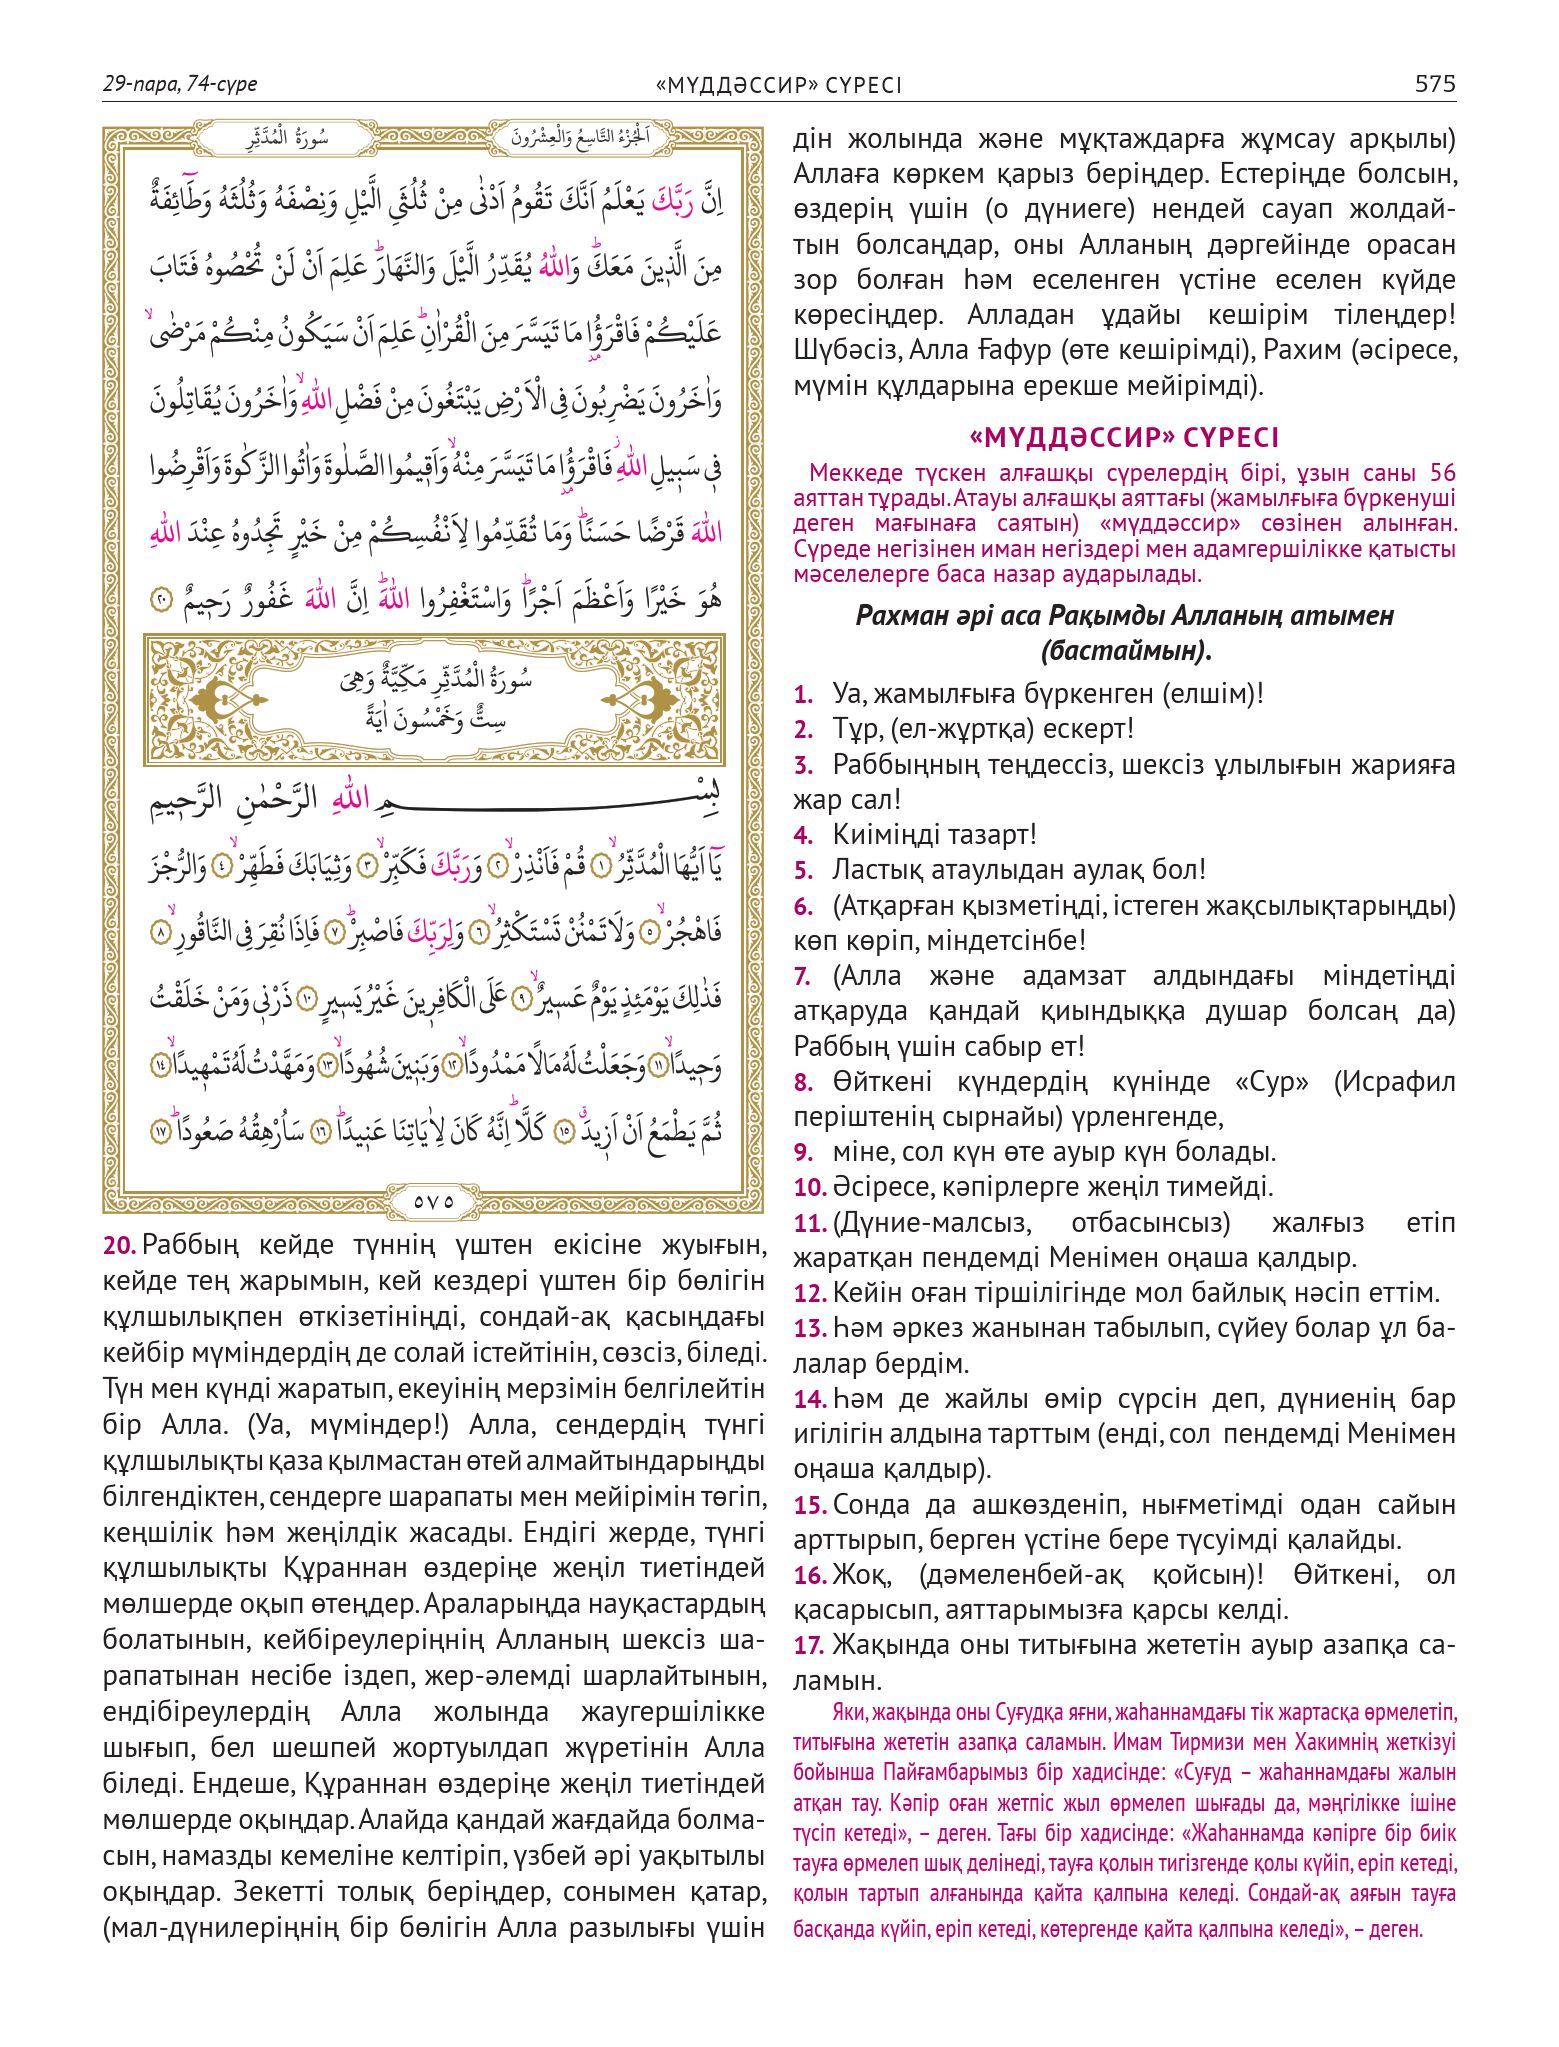 29-пара, 74-сүре
«МҮДДӘССИР» СҮРЕСІ
575
سُورَةُ الْمُدَّثِّرِ
اَلْجُزْءُ التَّاسِعُ وَالْعِشْرُونَ
اِنَّ رَبَّكَ يَعْلَمُ اَنَّكَ تَقُومُ اَدْنٰى مِنْ ثُلُثَيِ الَّيْلِ وَنِصْفَهُ وَثُلُثَهُ وَطَٓائِفَةٌ
مِنَ الَّذ۪ينَ مَعَكَۜ وَاللّٰهُ يُقَدِّرُ الَّيْلَ وَالنَّهَارَۜ عَلِمَ اَنْ لَنْ تُحْصُوهُ فَتَابَ
عَلَيْكُمْ فَاقْرَؤُ۫ا مَا تَيَسَّرَ مِنَ الْقُرْاٰنِۜ عَلِمَ اَنْ سَيَكُونُ مِنْكُمْ مَرْضٰىۙ
وَاٰخَرُونَ يَضْرِبُونَ فِي الْاَرْضِ يَبْتَغُونَ مِنْ فَضْلِ اللّٰهِۙ وَاٰخَرُونَ يُقَاتِلُونَ
ف۪ي سَب۪يلِ اللّٰهِۘ فَاقْرَؤُ۫ا مَا تَيَسَّرَ مِنْهُۙ وَاَق۪يمُوا الصَّلٰوةَ وَاٰتُوا الزَّكٰوةَ وَاَقْرِضُوا
اللّٰهَ قَرْضًا حَسَنًاۜ وَمَا تُقَدِّمُوا لِاَنْفُسِكُمْ مِنْ خَيْرٍ تَجِدُوهُ عِنْدَ اللّٰهِ
هُوَ خَيْرًا وَاَعْظَمَ اَجْرًاۜ وَاسْتَغْفِرُوا اللّٰهَۜ اِنَّ اللّٰهَ غَفُورٌ رَح۪يمٌ ٢٠
سُورَةُ الْمُدَّثِّرِ مَكِّيَّةٌ وَهِيَ
سِتٌّ وَخَمْسُونَ اٰيَةً
بِسْمِ اللّٰهِ الرَّحْمٰنِ الرَّح۪يمِ
يَٓا اَيُّهَا الْمُدَّثِّرُۙ ١ قُمْ فَاَنْذِرْۙ ٢ وَرَبَّكَ فَكَبِّرْۙ ٣ وَثِيَابَكَ فَطَهِّرْۙ ٤ وَالرُّجْزَ
فَاهْجُرْۙ ٥ وَلَا تَمْنُنْ تَسْتَكْثِرُۙ ٦ وَلِرَبِّكَ فَاصْبِرْۜ ٧ فَاِذَا نُقِرَ فِي النَّاقُورِۙ ٨
فَذٰلِكَ يَوْمَئِذٍ يَوْمٌ عَس۪يرٌۙ ٩ عَلَى الْكَافِر۪ينَ غَيْرُ يَس۪يرٍ ١٠ ذَرْن۪ي وَمَنْ خَلَقْتُ
وَح۪يدًاۙ ١١ وَجَعَلْتُ لَهُ مَالًا مَمْدُودًاۙ ١٢ وَبَن۪ينَ شُهُودًاۙ ١٣ وَمَهَّدْتُ لَهُ تَمْه۪يدًاۙ ١٤
ثُمَّ يَطْمَعُ اَنْ اَز۪يدَۗ ١٥ كَلَّاۜ اِنَّهُ كَانَ لِاٰيَاتِنَا عَن۪يدًاۜ ١٦ سَاُرْهِقُهُ صَعُودًاۜ ١٧
٥٧٥
20. Раббың кейде түннің үштен екісіне жуығын,
кейде тең жарымын, кей кездері үштен бір бөлігін
құлшылықпен өткізетініңді, сондай-ақ қасыңдағы
кейбір мүміндердің де солай істейтінін, сөзсіз, біледі.
Түн мен күнді жаратып, екеуінің мерзімін белгілейтін
бір Алла. (Уа, мүміндер!) Алла, сендердің түнгі
құлшылықты қаза қылмастан өтей алмайтындарыңды
білгендіктен, сендерге шарапаты мен мейірімін төгіп,
кеңшілік һәм жеңілдік жасады. Ендігі жерде, түнгі
құлшылықты Құраннан өздеріңе жеңіл тиетіндей
мөлшерде оқып өтеңдер. Араларыңда науқастардың
болатынын, кейбіреулеріңнің Алланың шексіз ша-
рапатынан несібе іздеп, жер-әлемді шарлайтынын,
ендібіреулердің Алла жолында жаугершілікке
шығып, бел шешпей жортуылдап жүретінін Алла
біледі. Ендеше, Құраннан өздеріңе жеңіл тиетіндей
мөлшерде оқыңдар. Алайда қандай жағдайда болма-
сын, намазды кемеліне келтіріп, үзбей әрі уақытылы
оқыңдар. Зекетті толық беріңдер, сонымен қатар,
(мал-дүнилеріңнің бір бөлігін Алла разылығы үшін
дін жолында және мұқтаждарға жұмсау арқылы)
Аллаға көркем қарыз беріңдер. Естеріңде болсын,
өздерің үшін (о дүниеге) нендей сауап жолдай-
тын болсаңдар, оны Алланың дәргейінде орасан
зор болған һәм еселенген үстіне еселен күйде
көресіңдер. Алладан ұдайы кешірім тілеңдер!
Шүбәсіз, Алла Ғафур (өте кешірімді), Рахим (әсіресе,
мүмін құлдарына ерекше мейірімді).
«МҮДДӘССИР» СҮРЕСІ
Меккеде түскен алғашқы сүрелердің бірі, ұзын саны 56
аяттан тұрады. Атауы алғашқы аяттағы (жамылғыға бүркенуші
деген мағынаға саятын) «мүддәссир» сөзінен алынған.
Сүреде негізінен иман негіздері мен адамгершілікке қатысты
мәселелерге баса назар аударылады.
Рахман әрі аса Рақымды Алланың атымен
(бастаймын).
1. Уа, жамылғыға бүркенген (елшім)!
2. Тұр, (ел-жұртқа) ескерт!
3. Раббыңның теңдессіз, шексіз ұлылығын жарияға
жар сал!
4. Киіміңді тазарт!
5. Ластық атаулыдан аулақ бол!
6. (Атқарған қызметіңді, істеген жақсылықтарыңды)
көп көріп, міндетсінбе!
7. (Алла және адамзат алдындағы міндетіңді
атқаруда қандай қиындыққа душар болсаң да)
Раббың үшін сабыр ет!
8. Өйткені күндердің күнінде «Сур» (Исрафил
періштенің сырнайы) үрленгенде,
9. міне, сол күн өте ауыр күн болады.
10. Әсіресе, кәпірлерге жеңіл тимейді.
11. (Дүние-малсыз, отбасынсыз) жалғыз етіп
жаратқан пендемді Менімен оңаша қалдыр.
12. Кейін оған тіршілігінде мол байлық нәсіп еттім.
13. Һәм әркез жанынан табылып, сүйеу болар ұл ба-
лалар бердім.
14. Һәм де жайлы өмір сүрсін деп, дүниенің бар
игілігін алдына тарттым (енді, сол пендемді Менімен
оңаша қалдыр).
15. Сонда да ашкөзденіп, нығметімді одан сайын
арттырып, берген үстіне бере түсуімді қалайды.
16. Жоқ, (дәмеленбей-ақ қойсын)! Өйткені, ол
қасарысып, аяттарымызға қарсы келді.
17. Жақында оны титығына жететін ауыр азапқа са-
ламын.
Яки, жақында оны Суғудқа яғни, жаһаннамдағы тік жартасқа өрмелетіп,
титығына жететін азапқа саламын. Имам Тирмизи мен Хакимнің жеткізуі
бойынша Пайғамбарымыз бір хадисінде: «Суғуд – жаһаннамдағы жалын
атқан тау. Кәпір оған жетпіс жыл өрмелеп шығады да, мәңгілікке ішіне
түсіп кетеді», – деген. Тағы бір хадисінде: «Жаһаннамда кәпірге бір биік
тауға өрмелеп шық делінеді, тауға қолын тигізгенде қолы күйіп, еріп кетеді,
қолын тартып алғанында қайта қалпына келеді. Сондай-ақ аяғын тауға
басқанда күйіп, еріп кетеді, көтергенде қайта қалпына келеді», – деген.